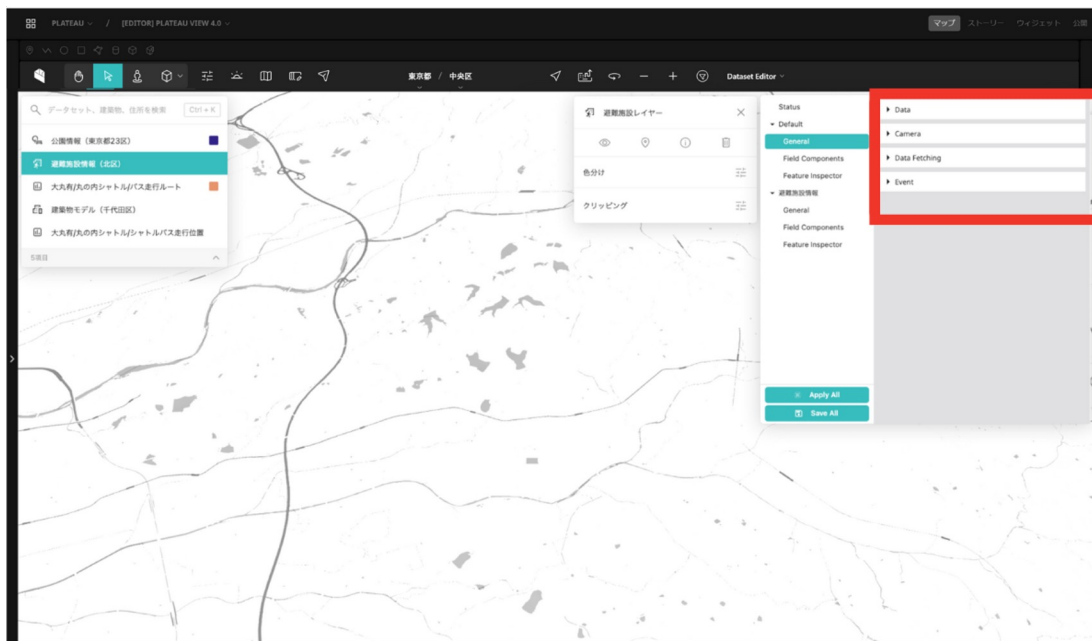 PLATEAU / [EDITOR] PLATEAU VIEW 4.0
マップ ストーリー ウィジェット 公開
東京都 / 中央区
Dataset Editor
データセット、建築物、住所を検索 Ctrl + K
公園情報（東京都23区）
避難施設情報（北区）
大丸有/丸の内シャトル/バス走行ルート
建築物モデル（千代田区）
大丸有/丸の内シャトル/シャトルバス走行位置
5項目
避難施設レイヤー
色分け
クリッピング
Status
Default
General
Field Components
Feature Inspector
避難施設情報
General
Field Components
Feature Inspector
Apply All
Save All
Data
Camera
Data Fetching
Event